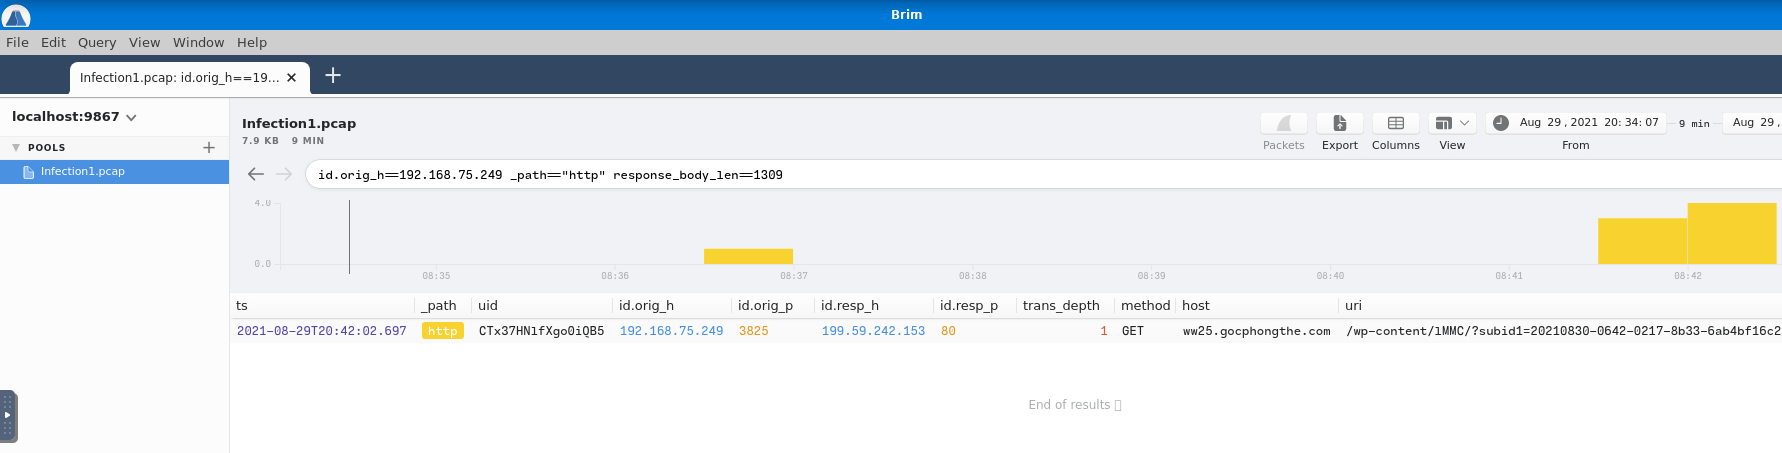 Brim
File Edit Query View Window Help
Infection1.pcap: id.orig_h==19... × +
localhost:9867
POOLS +
Infection1.pcap
Infection1.pcap
7.9 KB 9 MIN
Packets Export Columns View
Aug 29 , 2021 20: 34: 07 9 min Aug 29 ,
From
id.orig_h==192.168.75.249 _path=="http" response_body_len==1309
4.0
0.0
08:35 08:36 08:37 08:38 08:39 08:40 08:41 08:42
ts _path uid id.orig_h id.orig_p id.resp_h id.resp_p trans_depth method host uri
2021-08-29T20:42:02.697 http CTx37HN1fXgo0iQB5 192.168.75.249 3825 199.59.242.153 80 1 GET ww25.gocphongthe.com /wp-content/lMMC/?subid1=20210830-0642-0217-8b33-6ab4bf16c2
End of results